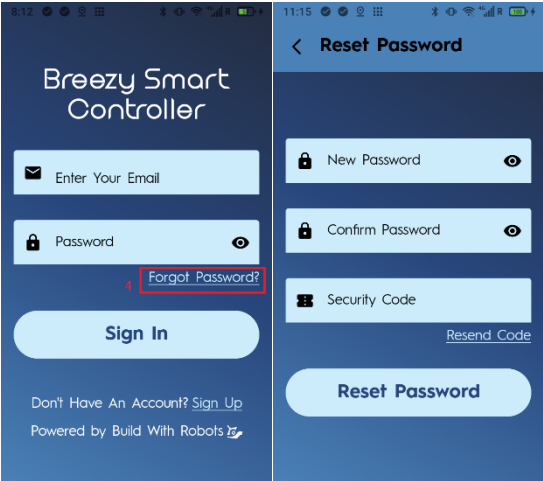 8:12
Breezy Smart
Controller
Enter Your Email
Password
4
Forgot Password?
Sign In
Don't Have An Account? Sign Up
Powered by Build With Robots
11:15
Reset Password
New Password
Confirm Password
Security Code
Resend Code
Reset Password